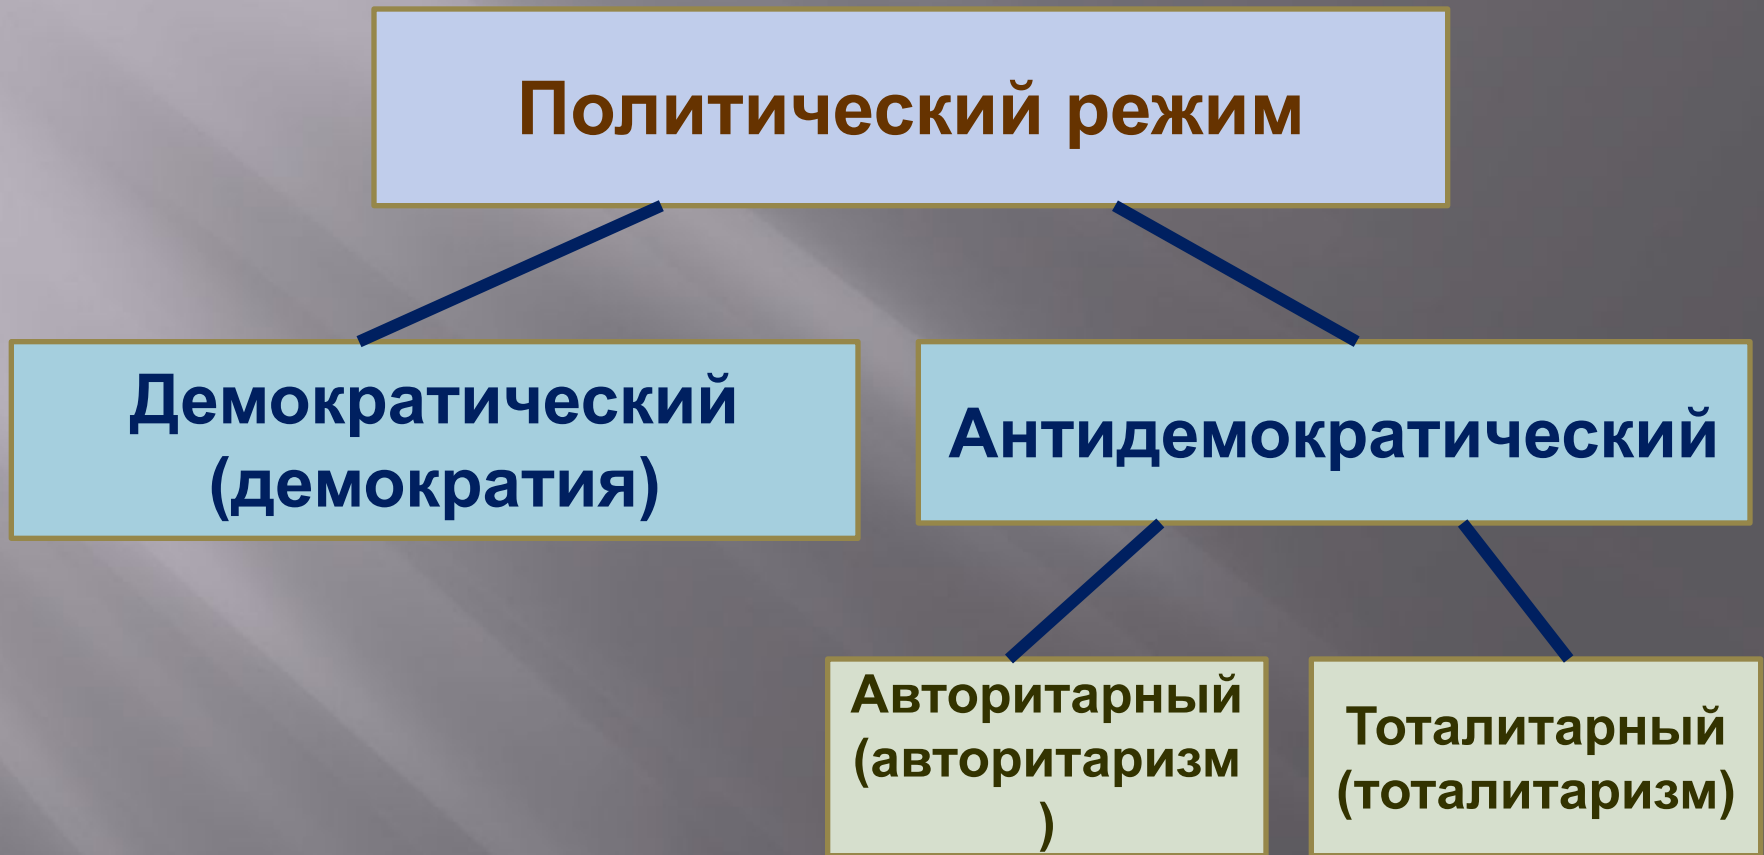 Политический режим
Демократический
(демократия)
Антидемократический
Авторитарный
(авторитаризм
)
Тоталитарный
(тоталитаризм)